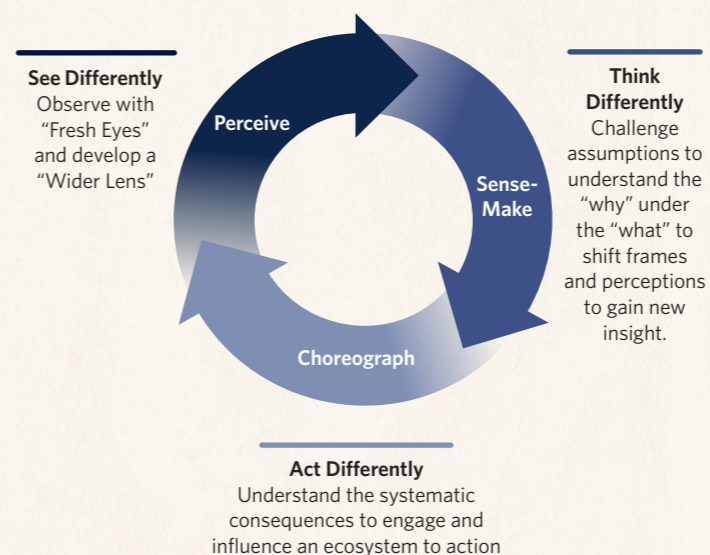 See Differently
Observe with
“Fresh Eyes”
and develop a
“Wider Lens”
Perceive
Sense-
Make
Think
Differently
Challenge
assumptions to
understand the
“why” under
the “what” to
shift frames
and perceptions
to gain new
insight.
Choreograph
Act Differently
Understand the systematic
consequences to engage and
influence an ecosystem to action